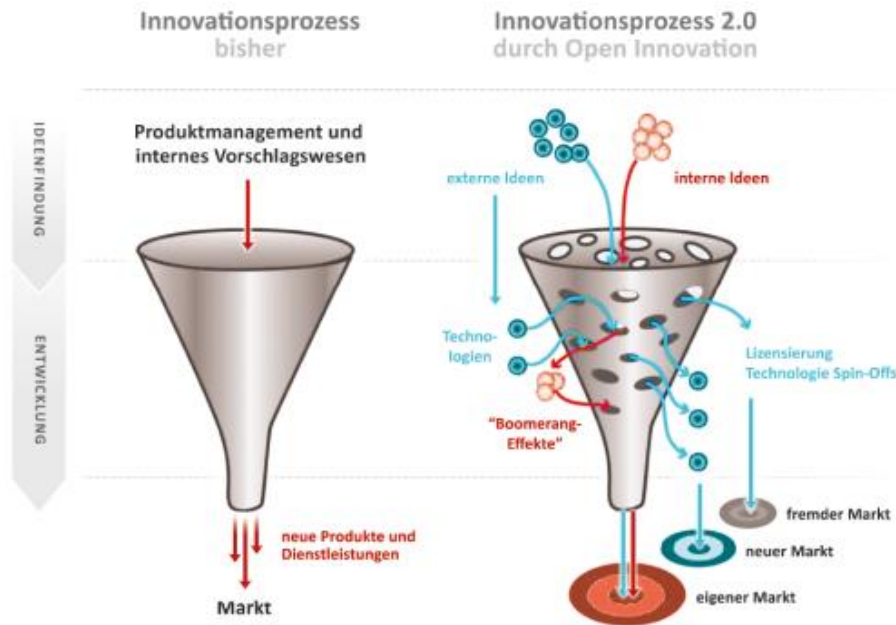 Innovationsprozess
bisher
Innovationsprozess 2.0
durch Open Innovation
IDEENFINDUNG
ENTWICKLUNG
Produktmanagement und
internes Vorschlagswesen
neue Produkte und
Dienstleistungen
Markt
externe Ideen
interne Ideen
Techno-
logien
"Boomerang-
Effekte"
Lizensierung
Technologie Spin-Offs
fremder Markt
neuer Markt
eigener Markt